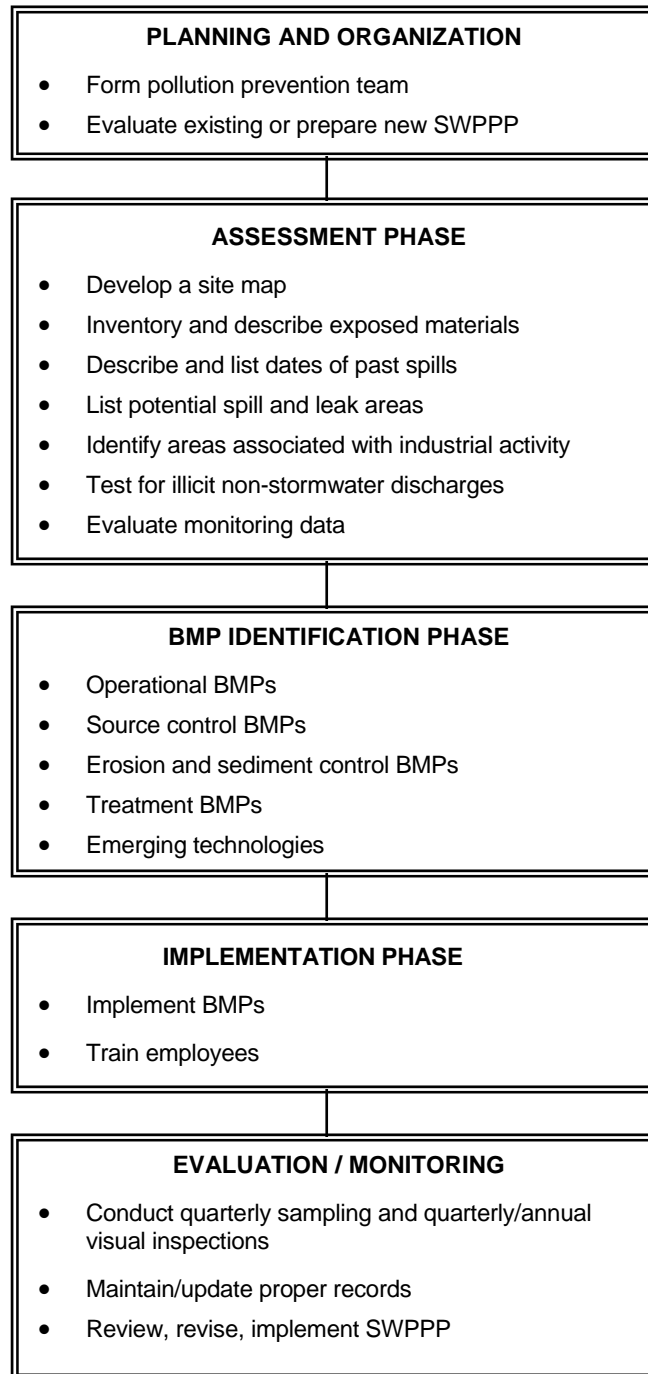 PLANNING AND ORGANIZATION
• Form pollution prevention team
• Evaluate existing or prepare new SWPPP
ASSESSMENT PHASE
• Develop a site map
• Inventory and describe exposed materials
• Describe and list dates of past spills
• List potential spill and leak areas
• Identify areas associated with industrial activity
• Test for illicit non-stormwater discharges
• Evaluate monitoring data
BMP IDENTIFICATION PHASE
• Operational BMPs
• Source control BMPs
• Erosion and sediment control BMPs
• Treatment BMPs
• Emerging technologies
IMPLEMENTATION PHASE
• Implement BMPs
• Train employees
EVALUATION / MONITORING
• Conduct quarterly sampling and quarterly/annual
visual inspections
• Maintain/update proper records
• Review, revise, implement SWPPP